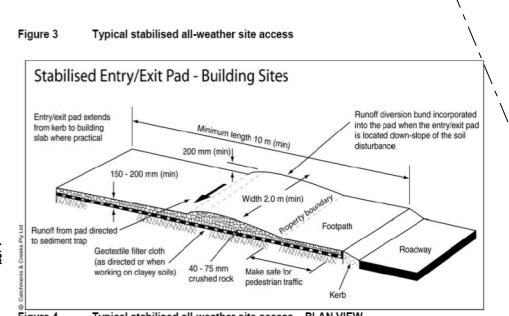 Figure 3 Typical stabilised all-weather site access
Stabilised Entry/Exit Pad - Building Sites
Entry/exit pad extends
from kerb to building
slab where practical
Runoff diversion bund incorporated
into the pad when the entry/exit pad
is located down-slope of the soil
disturbance
Minimum length 10 m (min)
200 mm (min)
150 - 200 mm (min)
Width 2.0 m (min)
Property boundary
Footpath
Roadway
Runoff from pad directed
to sediment trap
Geotextile filter cloth
(as directed or when
working on clayey soils)
40 - 75 mm
crushed rock
Make safe for
pedestrian traffic
Kerb
© Catchments & Creeks Pty Ltd
Figure 4 Typical stabilised all-weather site access - PLAN VIEW